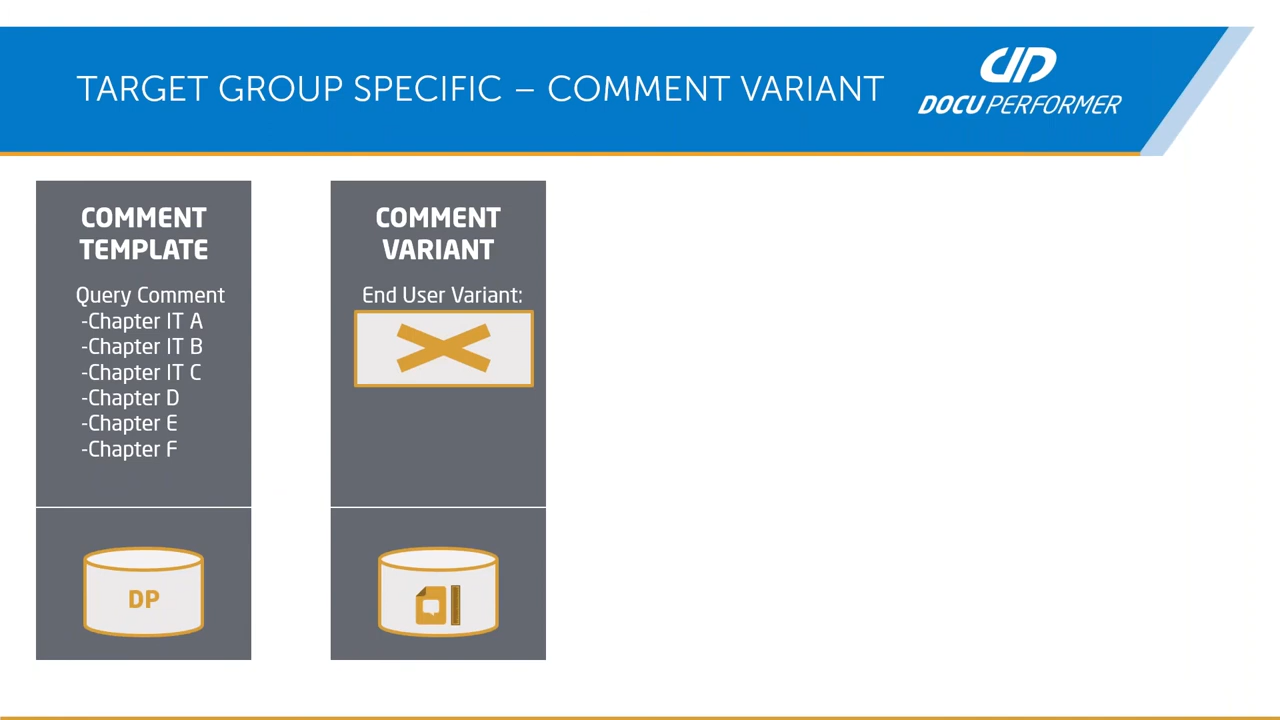 TARGET GROUP SPECIFIC – COMMENT VARIANT
DOCU PERFORMER
COMMENT
TEMPLATE
Query Comment
-Chapter IT A
-Chapter IT B
-Chapter IT C
-Chapter D
-Chapter E
-Chapter F
DP
COMMENT
VARIANT
End User Variant: